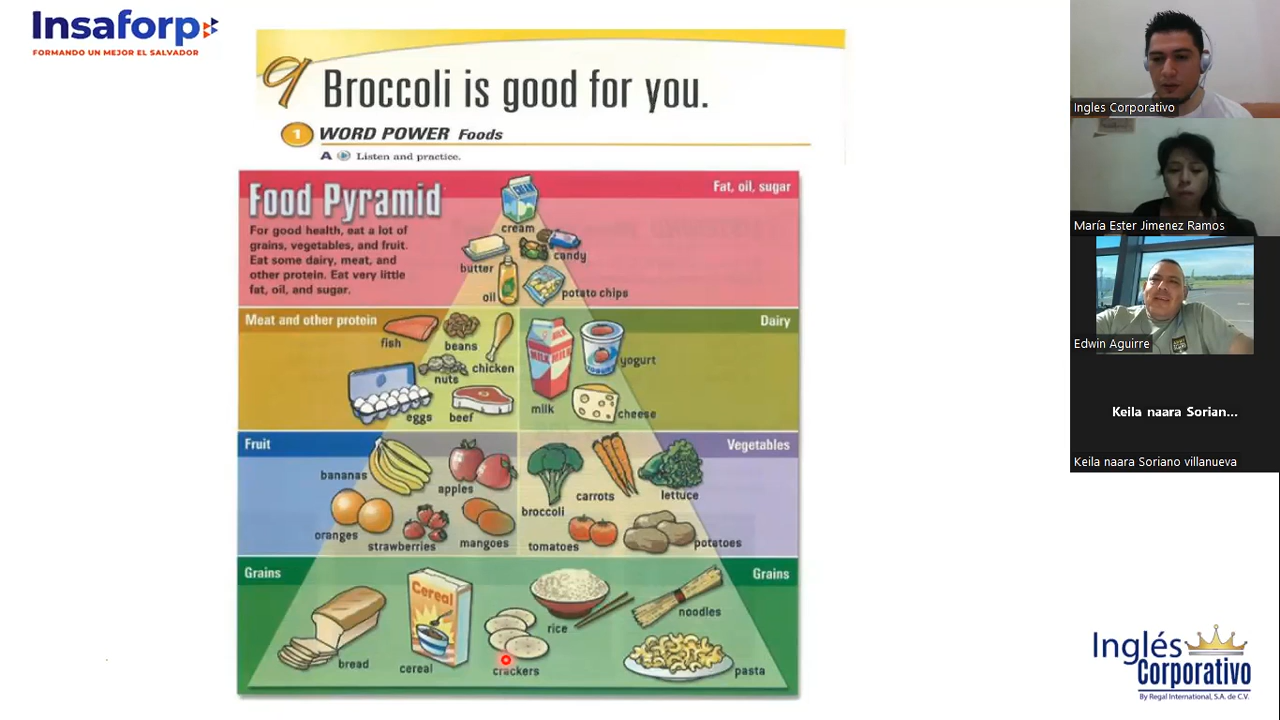 Insaforp
FORMANDO UN MEJOR EL SALVADOR
9 Broccoli is good for you.
1 WORD POWER Foods
A Listen and practice.
Food Pyramid
For good health, eat a lot of
grains, vegetables, and fruit.
Eat some dairy, meat, and
other protein. Eat very little
fat, oil, and sugar.
Fat, oil, sugar
cream
butter
candy
oil
potato chips
Meat and other protein
fish
beans
chicken
nuts
eggs
beef
Dairy
yogurt
MILK MILK
milk
cheese
Fruit
bananas
apples
oranges
strawberries
mangoes
Vegetables
carrots
lettuce
broccoli
tomatoes
potatoes
Grains
Grains
Cereal
bread
cereal
crackers
rice
noodles
pasta
Ingles Corporativo
María Ester Jimenez Ramos
Edwin Aguirre
Keila naara Sorian...
Keila naara Soriano villanueva
Inglés
Corporativo
By Regal International, S.A. de C.V.